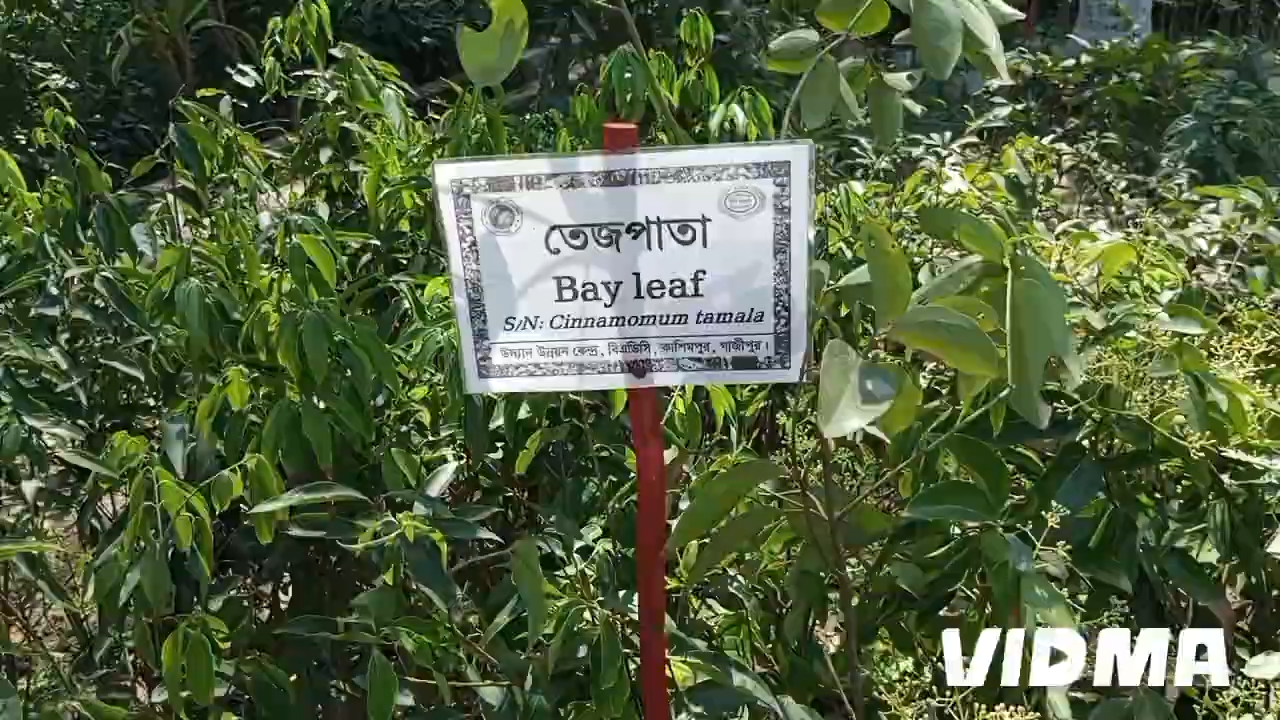 তেজপাতা
Bay leaf
S/N: Cinnamomum tamala
উদ্যান উন্নয়ন কেন্দ্র, বিএডিসি, কাশিমপুর, গাজীপুর।
VIDMA